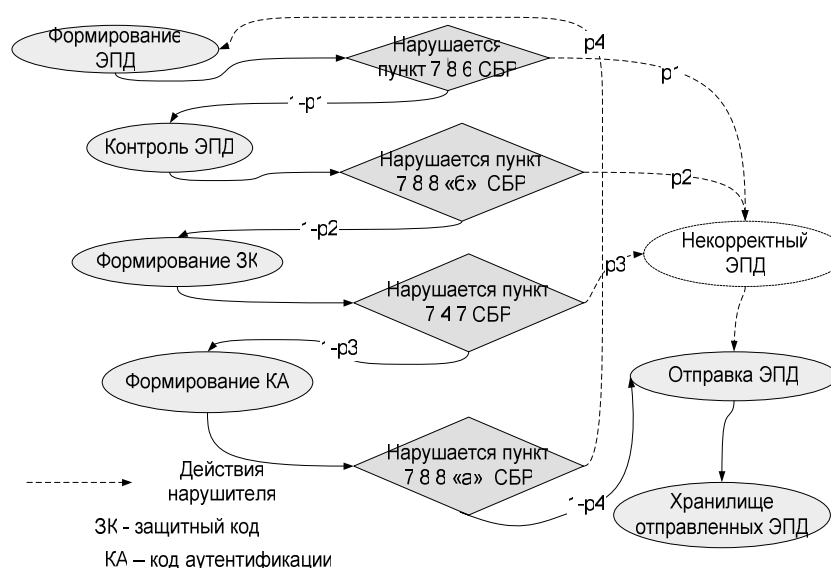 Формирование
ЭПД
Нарушается
пункт 7 8 6 СБР
p4
p1
1-p1
Контроль ЭПД
Нарушается пункт
7 8 8 «б» СБР
p2
1-p2
Некорректный
ЭПД
Формирование ЗК
p3
Нарушается пункт
7 4 7 СБР
1-p3
Формирование КА
Отправка ЭПД
Нарушается пункт
7 8 8 «а» СБР
Действия
нарушителя
1-p4
Хранилище
отправленных ЭПД
ЗК - защитный код
КА – код аутентификации